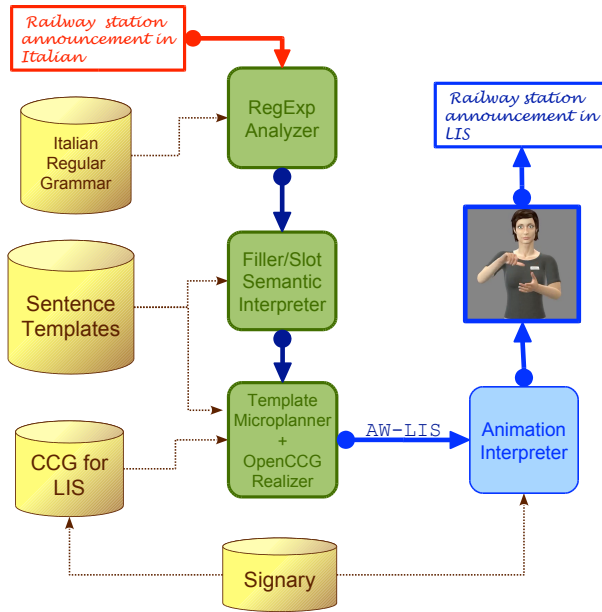 Railway station
announcement in
Italian
RegExp
Analyzer
Italian
Regular
Grammar
Railway station
announcement in
LIS
Filler/Slot
Semantic
Interpreter
Sentence
Templates
Template
Microplanner
+
OpenCCG
Realizer
AW-LIS
Animation
Interpreter
CCG for
LIS
Signary